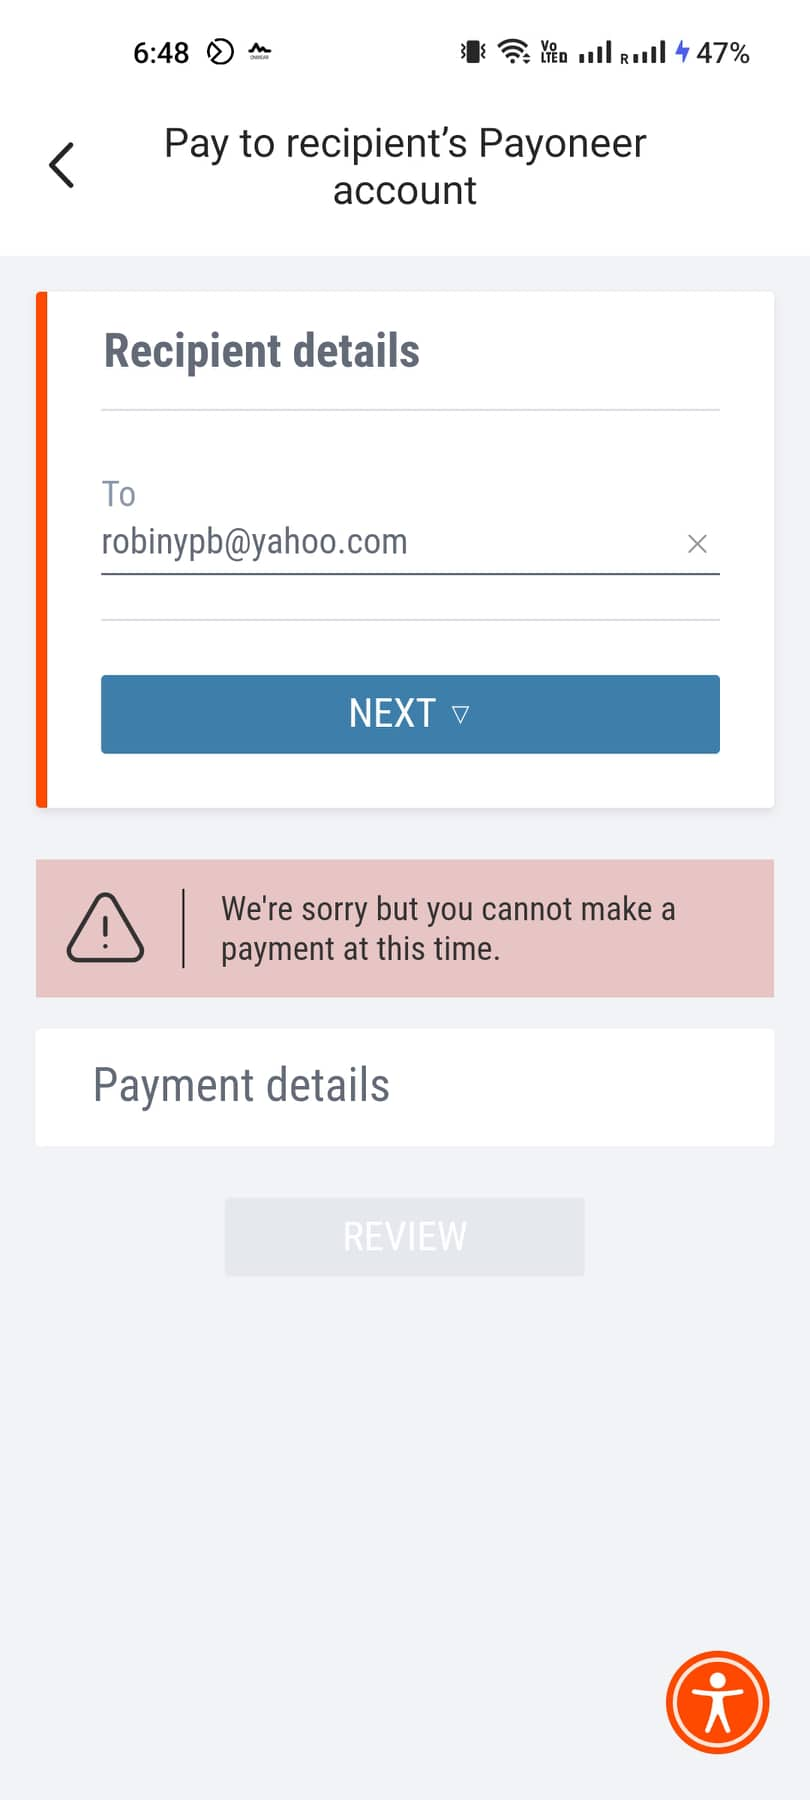 6:48
Vo
LTED
R
47%
Pay to recipient’s Payoneer
account
Recipient details
To
robinypb@yahoo.com
NEXT
We're sorry but you cannot make a
payment at this time.
Payment details
REVIEW